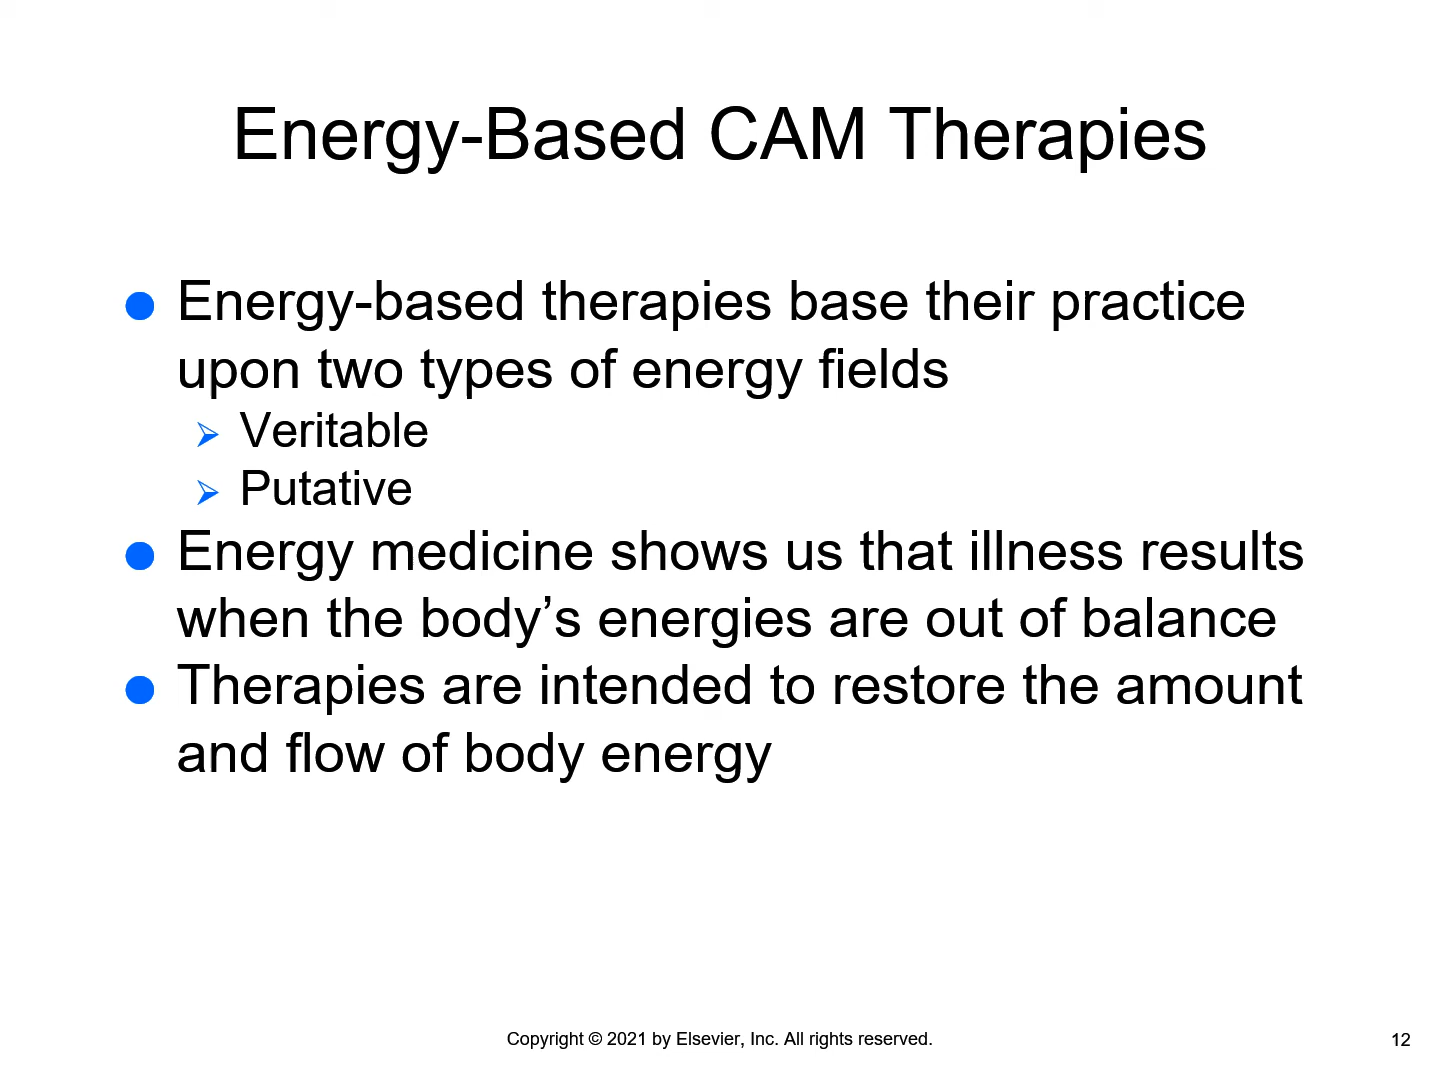 Energy-Based CAM Therapies
Energy-based therapies base their practice
upon two types of energy fields
Veritable
Putative
Energy medicine shows us that illness results
when the body’s energies are out of balance
Therapies are intended to restore the amount
and flow of body energy
Copyright © 2021 by Elsevier, Inc. All rights reserved.
12